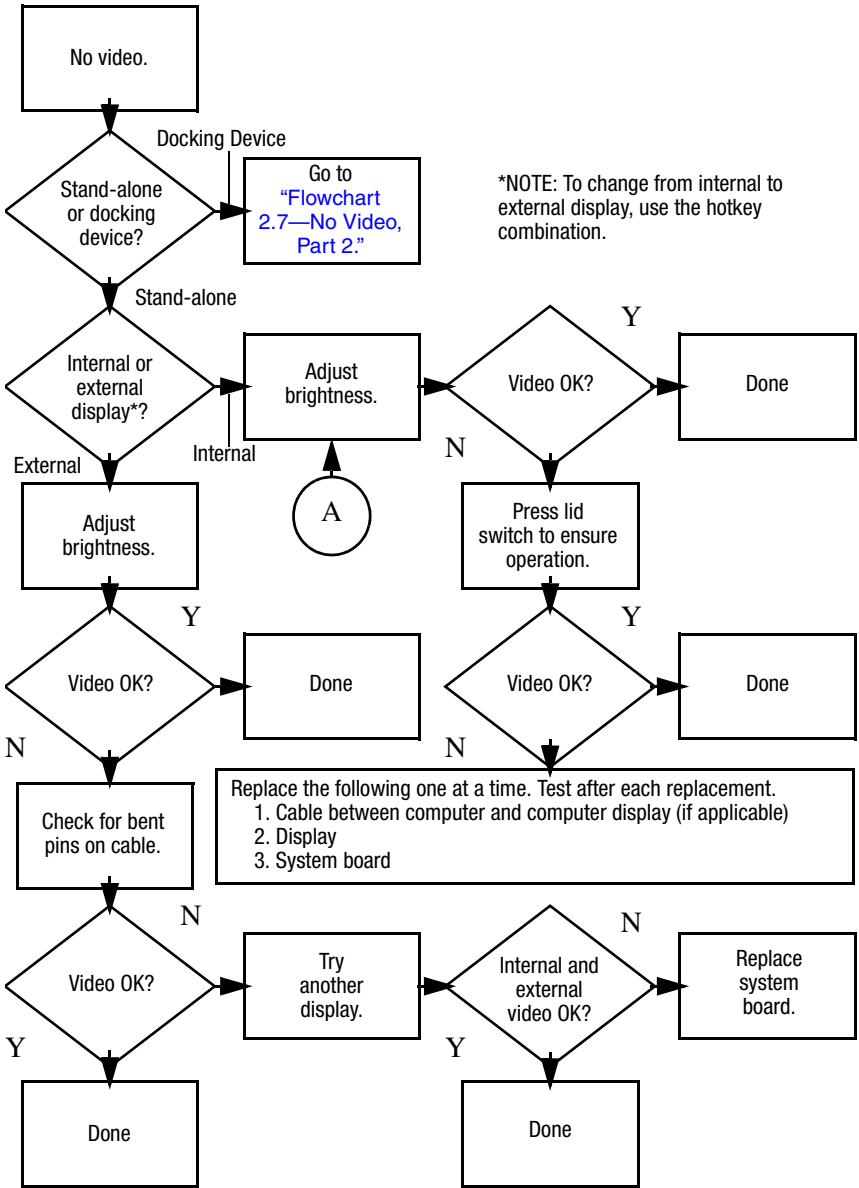 No video.
Docking Device
Stand-alone
or docking
device?
Go to
“Flowchart
2.7—No Video,
Part 2.”
*NOTE: To change from internal to
external display, use the hotkey
combination.
Stand-alone
Internal or
external
display*?
Internal
External
Adjust
brightness.
A
Video OK?
Y
Done
N
Press lid
switch to ensure
operation.
Adjust
brightness.
Video OK?
Y
Done
N
Video OK?
Y
Done
N
Replace the following one at a time. Test after each replacement.
1. Cable between computer and computer display (if applicable)
2. Display
3. System board
Check for bent
pins on cable.
Video OK?
N
Try
another
display.
Internal and
external
video OK?
N
Replace
system
board.
Y
Done
Y
Done